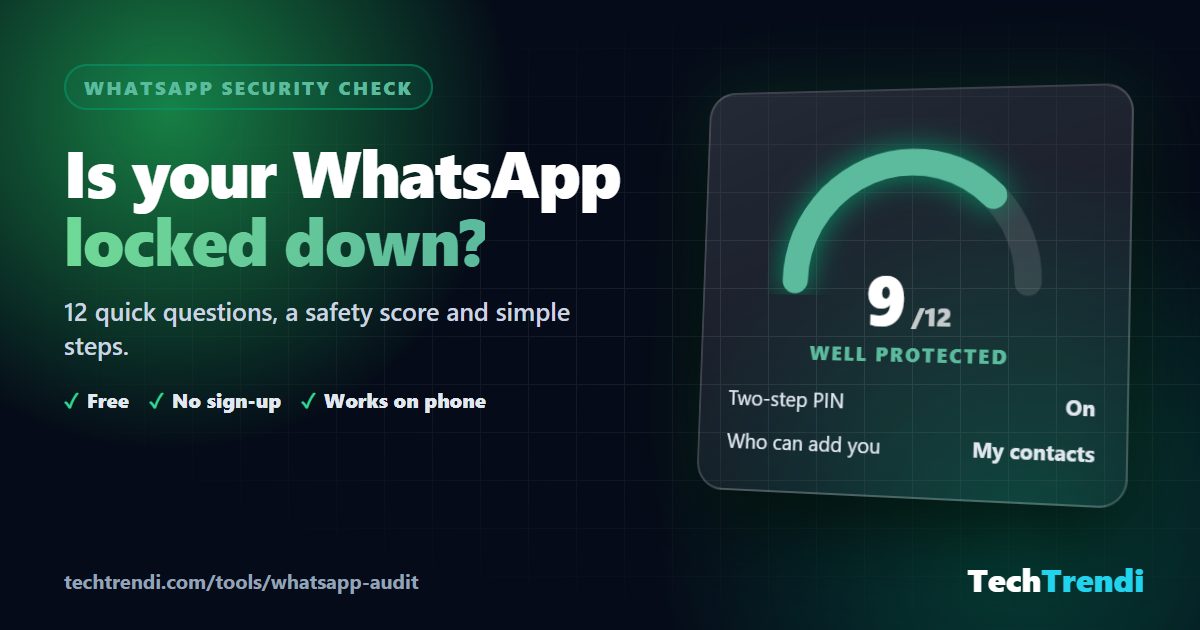 WHATSAPP SECURITY CHECK
Is your WhatsApp
locked down?
12 quick questions, a safety score and simple
steps.
✓ Free ✓ No sign-up ✓ Works on phone
9 /12
WELL PROTECTED
Two-step PIN On
Who can add you My contacts
techtrendi.com/tools/whatsapp-audit
TechTrendi